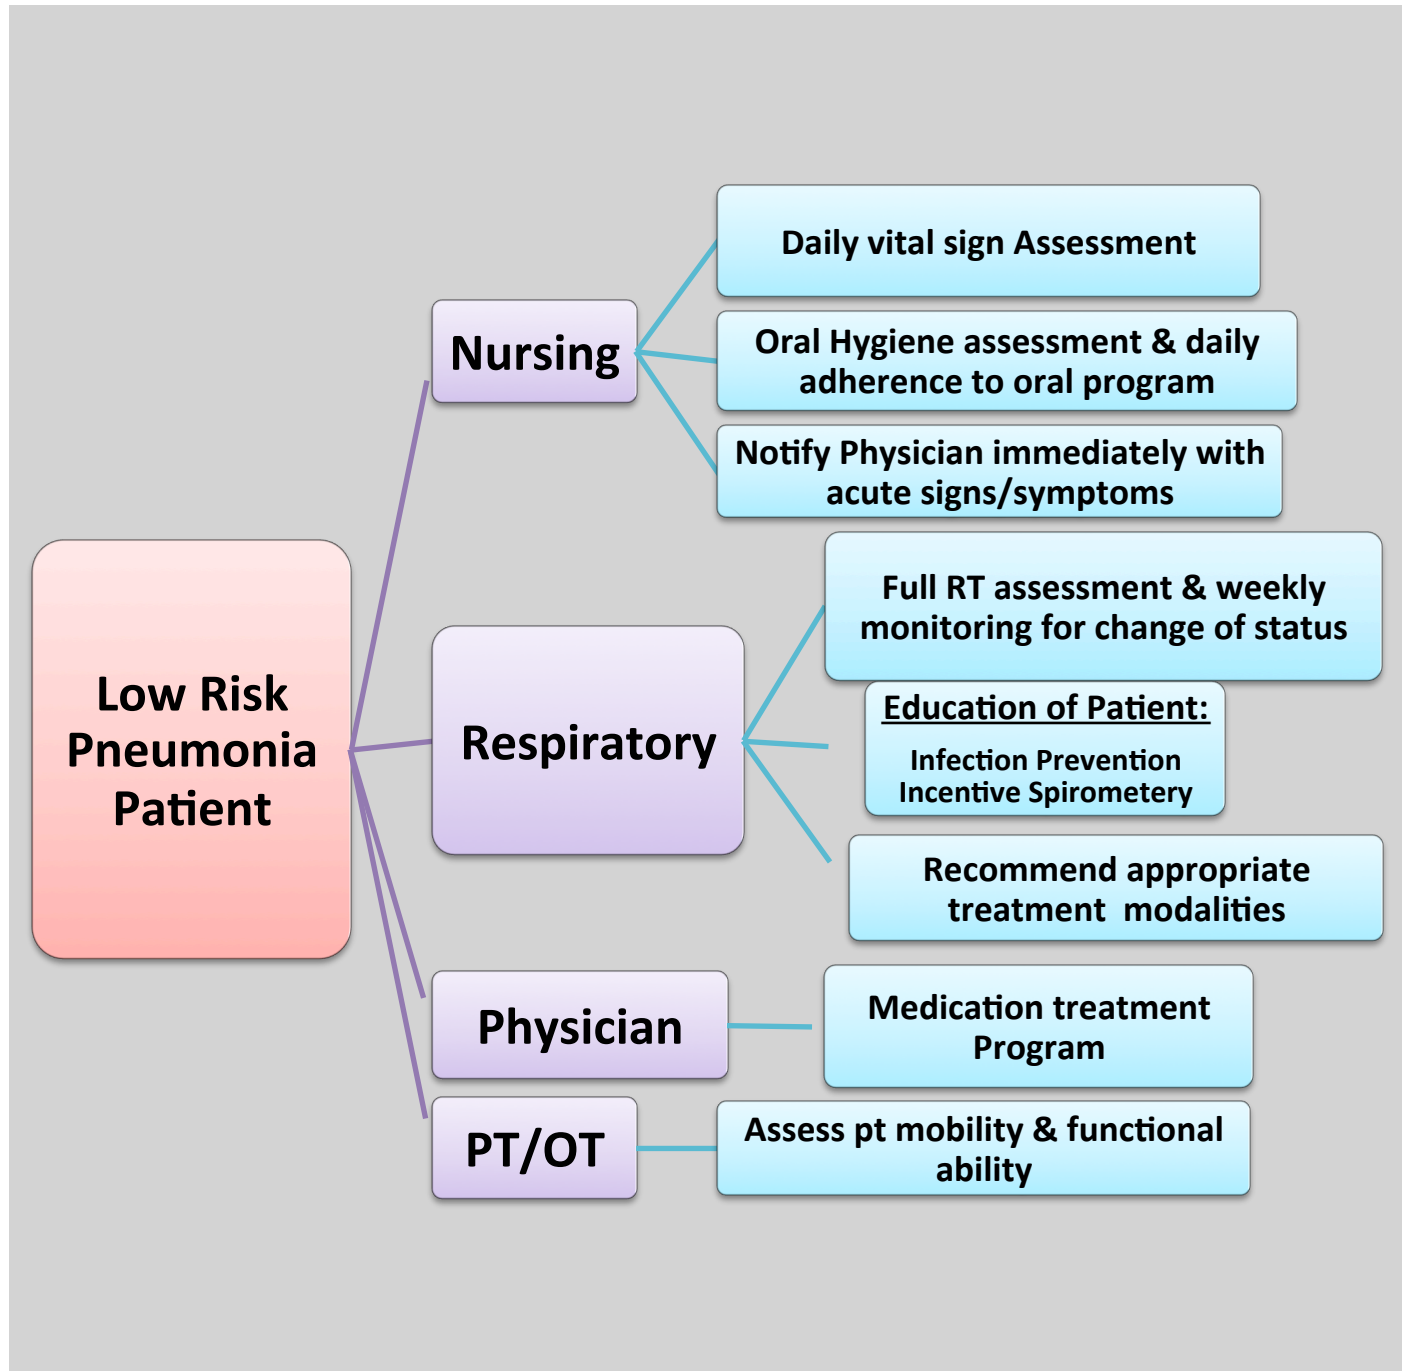 Low Risk
Pneumonia
Patient
Nursing
Daily vital sign Assessment
Oral Hygiene assessment & daily
adherence to oral program
Notify Physician immediately with
acute signs/symptoms
Respiratory
Full RT assessment & weekly
monitoring for change of status
Education of Patient:
Infection Prevention
Incentive Spirometery
Recommend appropriate
treatment  modalities
Physician
Medication treatment
Program
PT/OT
Assess pt mobility & functional
ability